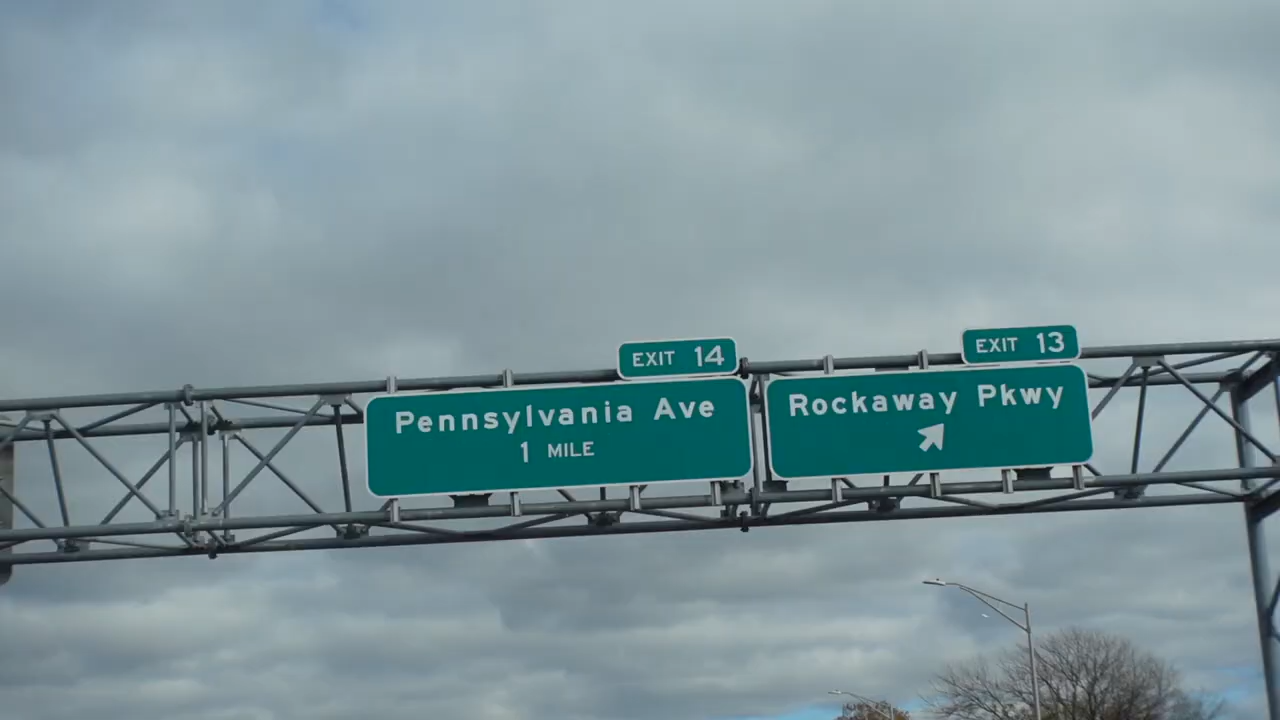 EXIT 14
Pennsylvania Ave
1 MILE
EXIT 13
Rockaway Pkwy